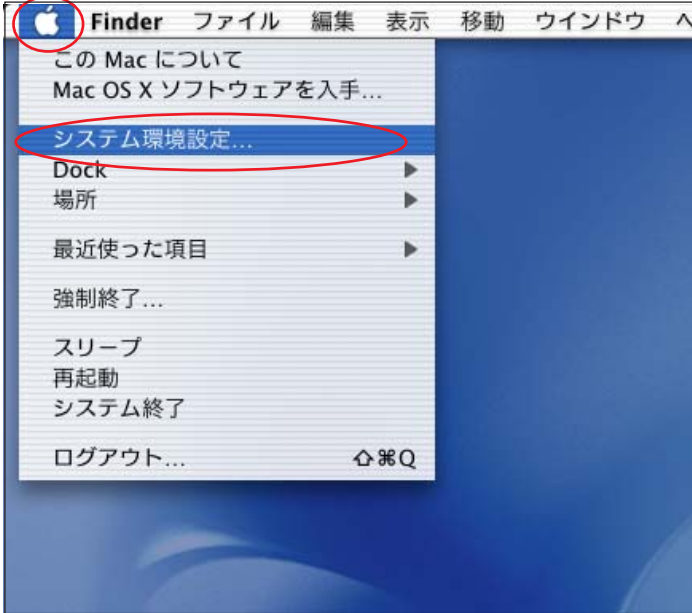 Finder ファイル 編集 表示 移動 ウインドウ
この Mac について
Mac OS X ソフトウェアを入手...
システム環境設定...
Dock
場所
最近使った項目
強制終了...
スリープ
再起動
システム終了
ログアウト... ⇧⌘Q